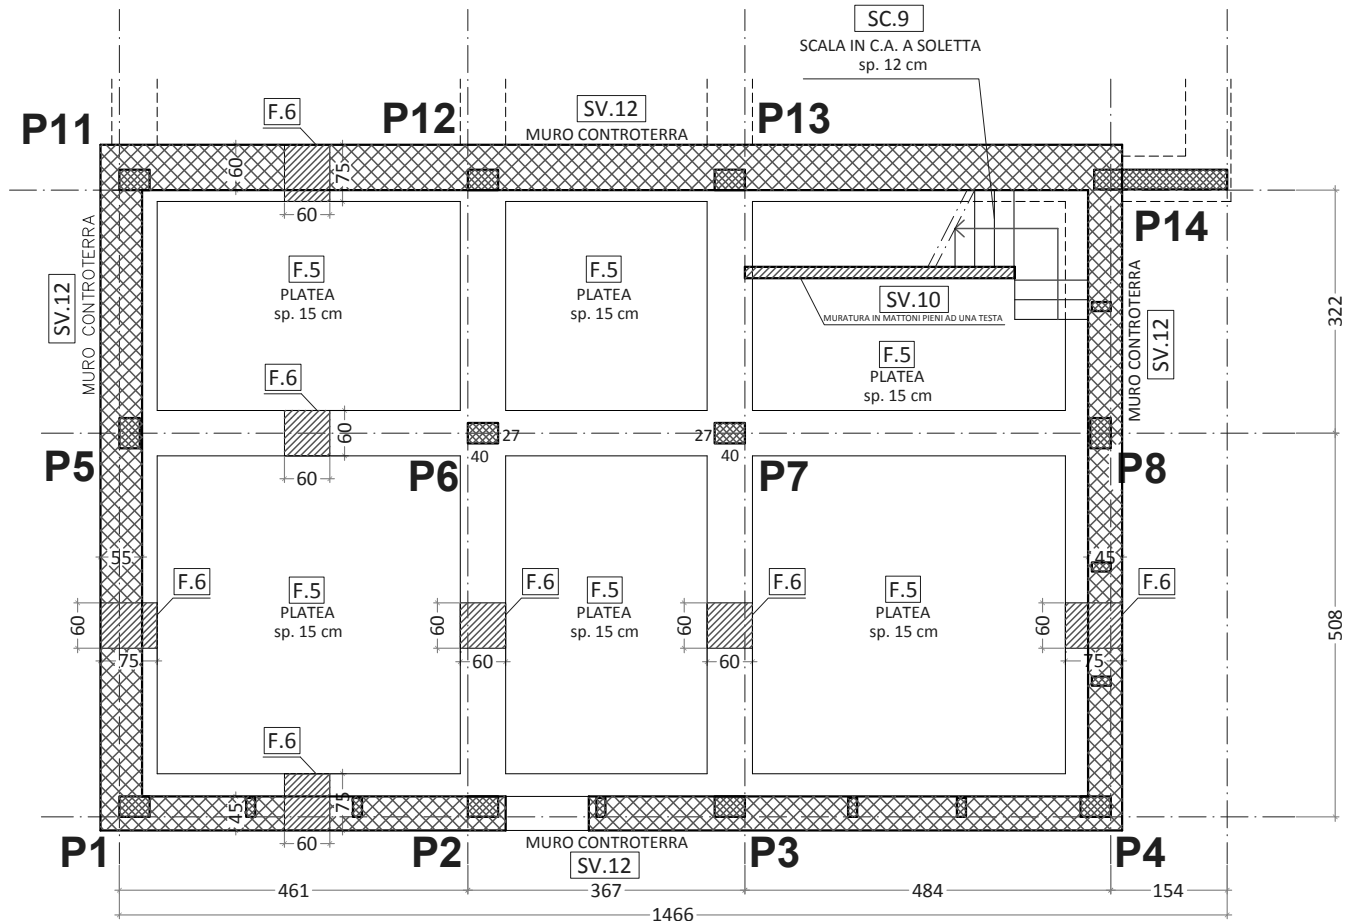 SC.9
SCALA IN C.A. A SOLETTA
sp. 12 cm
F.6
P12
SV.12
MURO CONTROTERRA
P13
P11
60
75
60
P14
SV.12
MURO CONTROTERRA
F.5
PLATEA
sp. 15 cm
F.5
PLATEA
sp. 15 cm
SV.10
MURATURA IN MATTONI PIENI AD UNA TESTA
F.5
PLATEA
sp. 15 cm
MURO CONTROTERRA
SV.12
322
F.6
60
60
27
40
27
40
P5
P6
P7
P8
55
45
F.6
F.5
PLATEA
sp. 15 cm
F.6
F.5
PLATEA
sp. 15 cm
F.6
F.5
PLATEA
sp. 15 cm
F.6
60
75
60
60
60
60
60
75
508
F.6
45
75
60
P1
P2
MURO CONTROTERRA
SV.12
P3
P4
461
367
484
154
1466